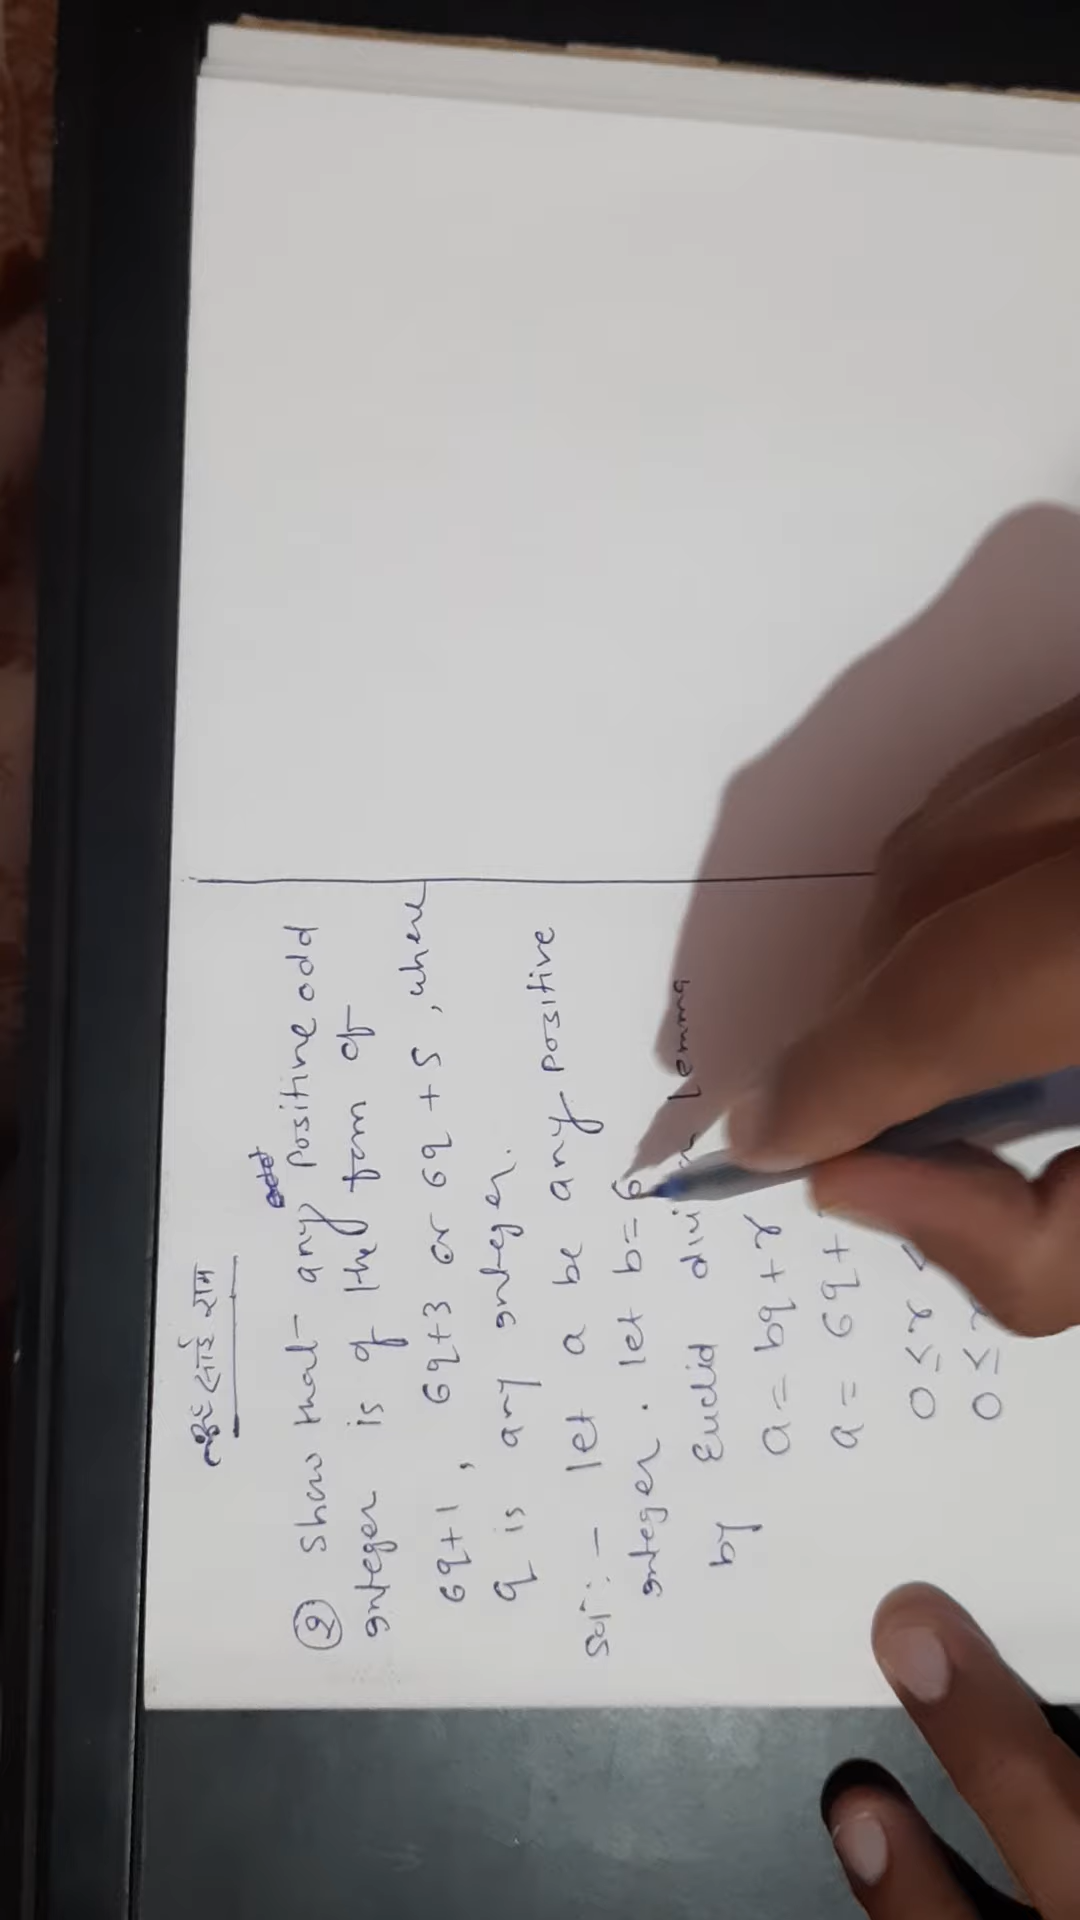 साई राम
② Show that any positive odd
integer is of the form of
6q+1, 6q+3 or 6q+5, where
q is any integer.
Sol:- let a be any positive
integer. let b=6
by Euclid lemma
a = bq+r
a = 6q+
0≤r
0≤